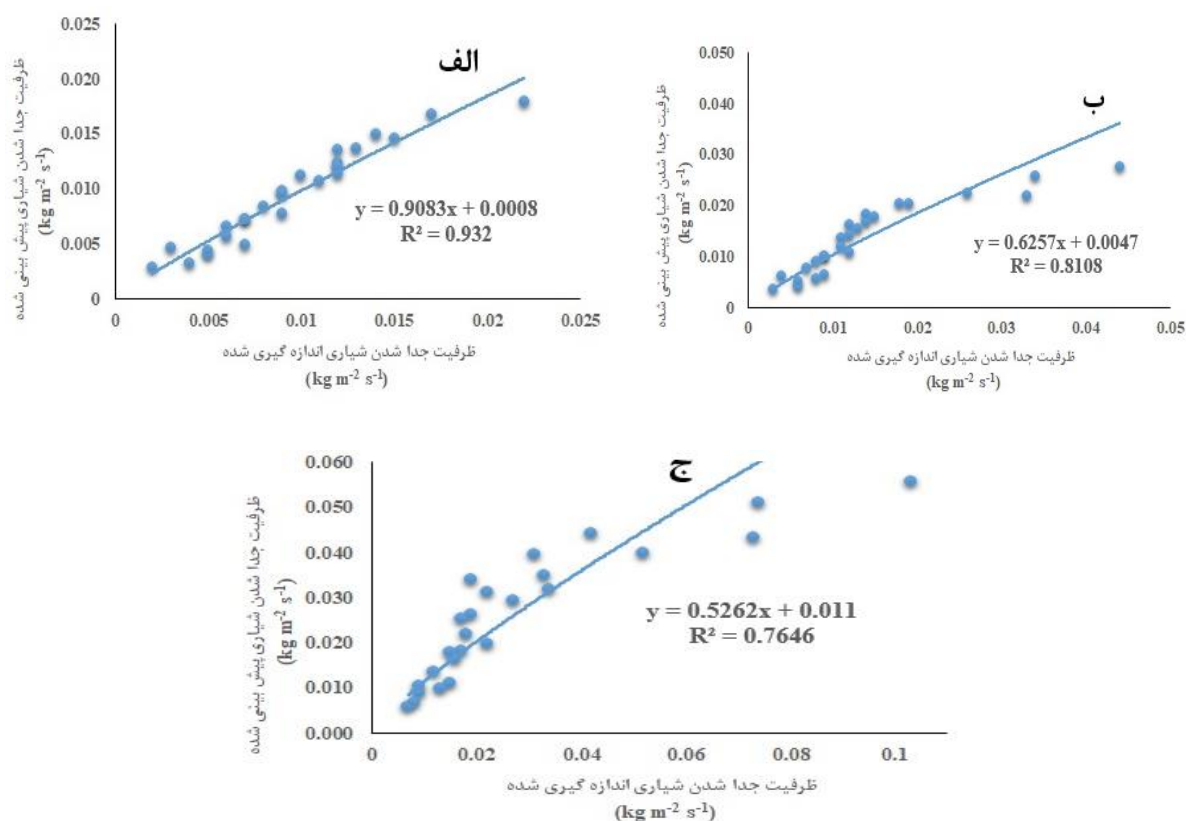 الف
ظرفیت جدا شدن شیاری پیش بینی شده
(kg m⁻² s⁻¹)
0.025
0.020
0.015
0.010
0.005
0
y = 0.9083x + 0.0008
R² = 0.932
0 0.005 0.01 0.015 0.02 0.025
ظرفیت جدا شدن شیاری اندازه گیری شده
(kg m⁻² s⁻¹)
ب
ظرفیت جدا شدن شیاری پیش بینی شده
(kg m⁻² s⁻¹)
0.050
0.040
0.030
0.020
0.010
0
y = 0.6257x + 0.0047
R² = 0.8108
0 0.01 0.02 0.03 0.04 0.05
ظرفیت جدا شدن شیاری اندازه گیری شده
(kg m⁻² s⁻¹)
ج
ظرفیت جدا شدن شیاری پیش بینی شده
(kg m⁻² s⁻¹)
0.060
0.050
0.040
0.030
0.020
0.010
0.000
y = 0.5262x + 0.011
R² = 0.7646
0 0.02 0.04 0.06 0.08 0.1
ظرفیت جدا شدن شیاری اندازه گیری شده
(kg m⁻² s⁻¹)